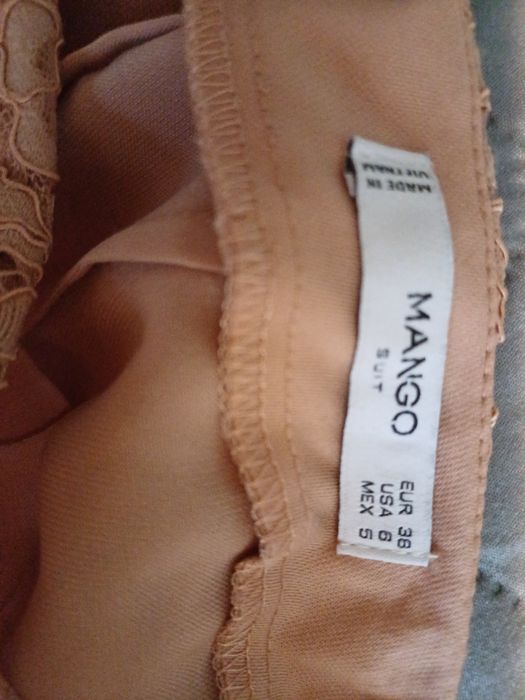 MADE IN
VIETNAM
MANGO
SUIT
EUR 38
USA 6
MEX 5